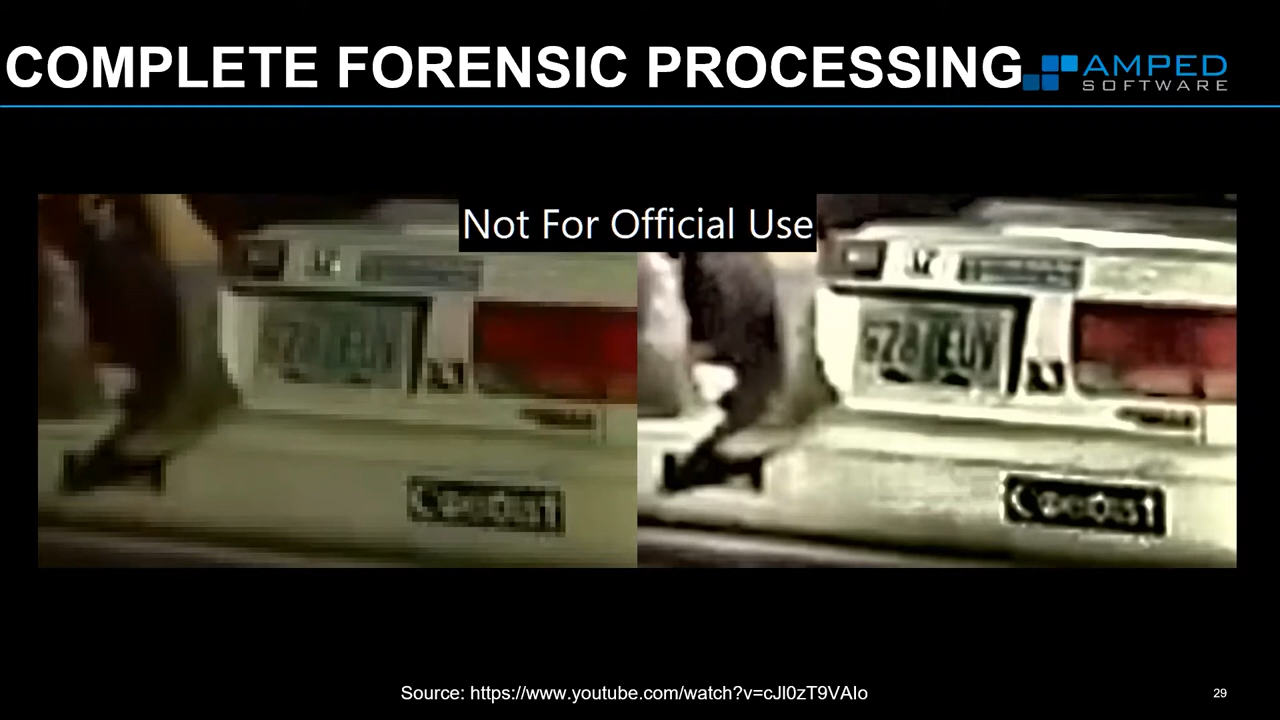 COMPLETE FORENSIC PROCESSING
AMPED
SOFTWARE
Not For Official Use
Source: https://www.youtube.com/watch?v=cJl0zT9VAIo
29